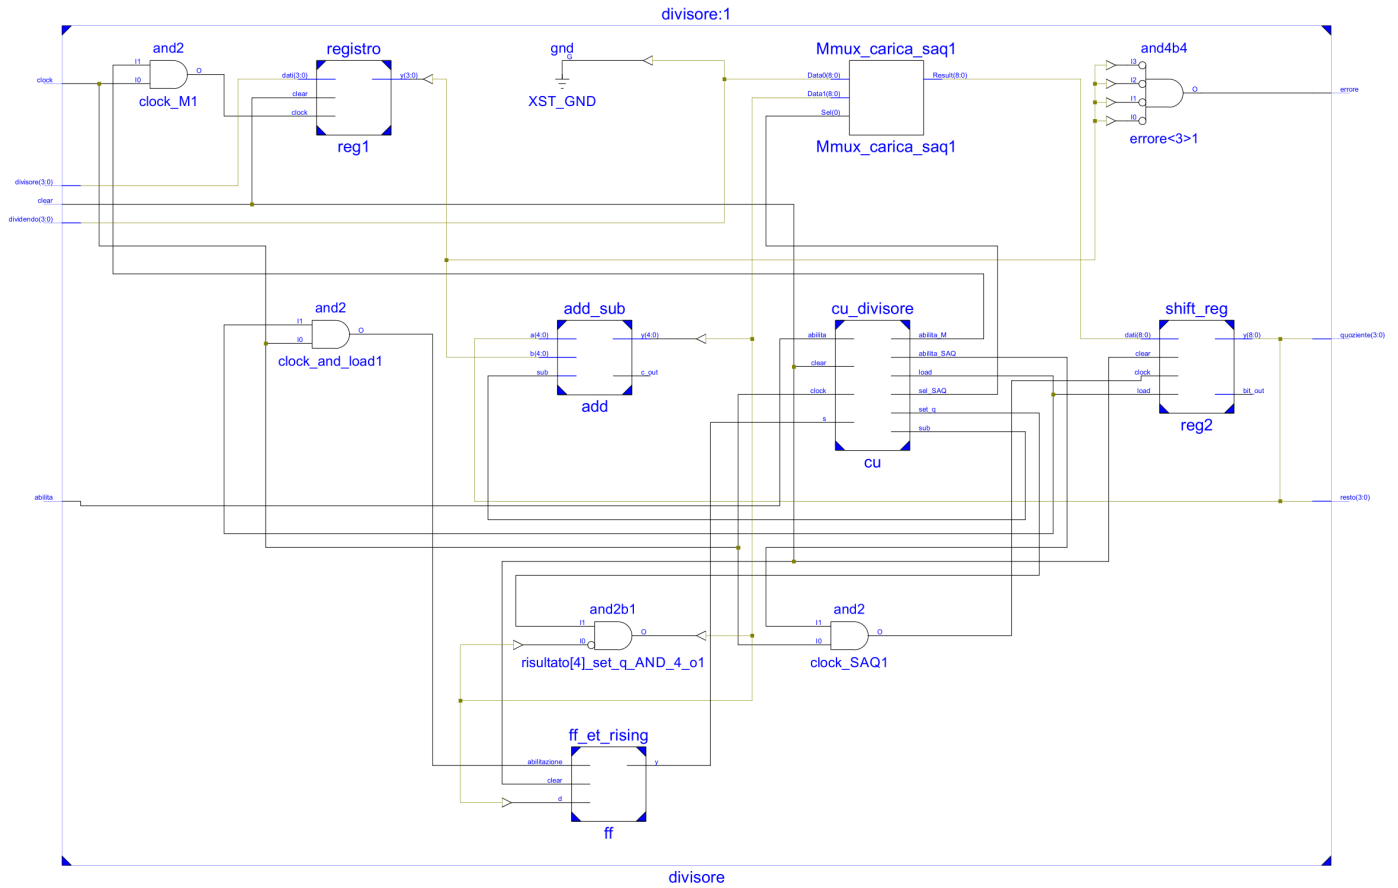 divisore:1
and2
registro
gnd
Mmux_carica_saq1
and4b4
I1
O
I0
clock_M1
dati(3:0)
y(3:0)
clear
clock
reg1
G
XST_GND
Data0(8:0)
Result(8:0)
Data1(8:0)
Sel(0)
Mmux_carica_saq1
I3
I2
I1
I0
O
errore<3>1
clock
errore
divisore(3:0)
clear
dividendo(3:0)
and2
add_sub
cu_divisore
shift_reg
I1
O
I0
clock_and_load1
a(4:0)
y(4:0)
b(4:0)
sub
c_out
add
abilita
abilita_M
clear
abilita_SAQ
load
clock
sel_SAQ
set_q
s
sub
cu
dati(8:0)
y(8:0)
clear
clock
load
bit_out
reg2
quoziente(3:0)
abilita
resto(3:0)
and2b1
and2
I1
O
I0
risultato[4]_set_q_AND_4_o1
I1
O
I0
clock_SAQ1
ff_et_rising
abilitazione
y
clear
d
ff
divisore